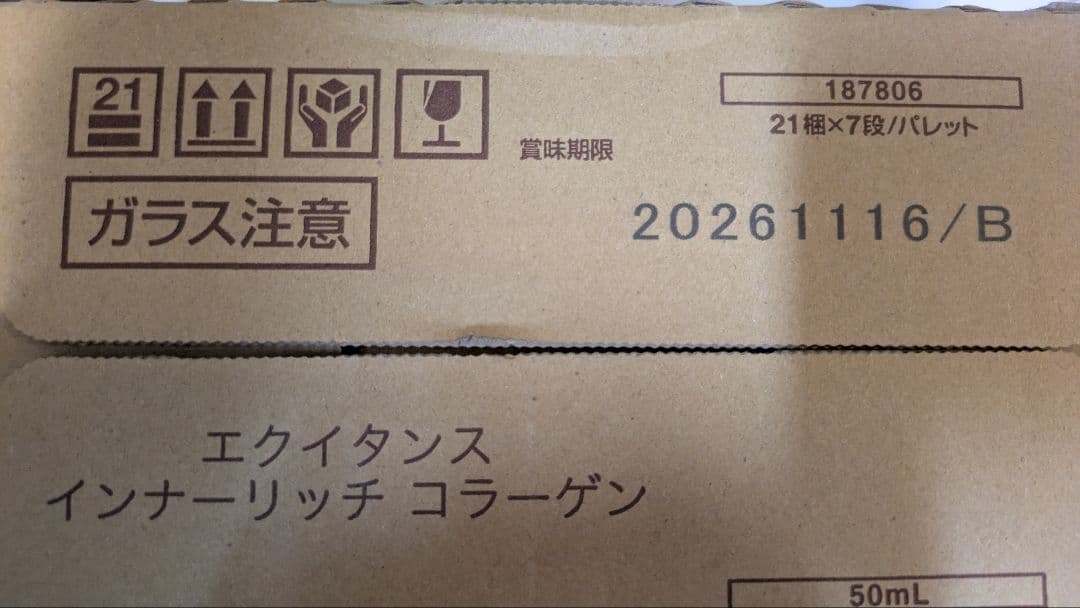 21
187806
21梱×7段/パレット
賞味期限
ガラス注意
20261116/B
エクイタンス
インナーリッチ コラーゲン
50mL